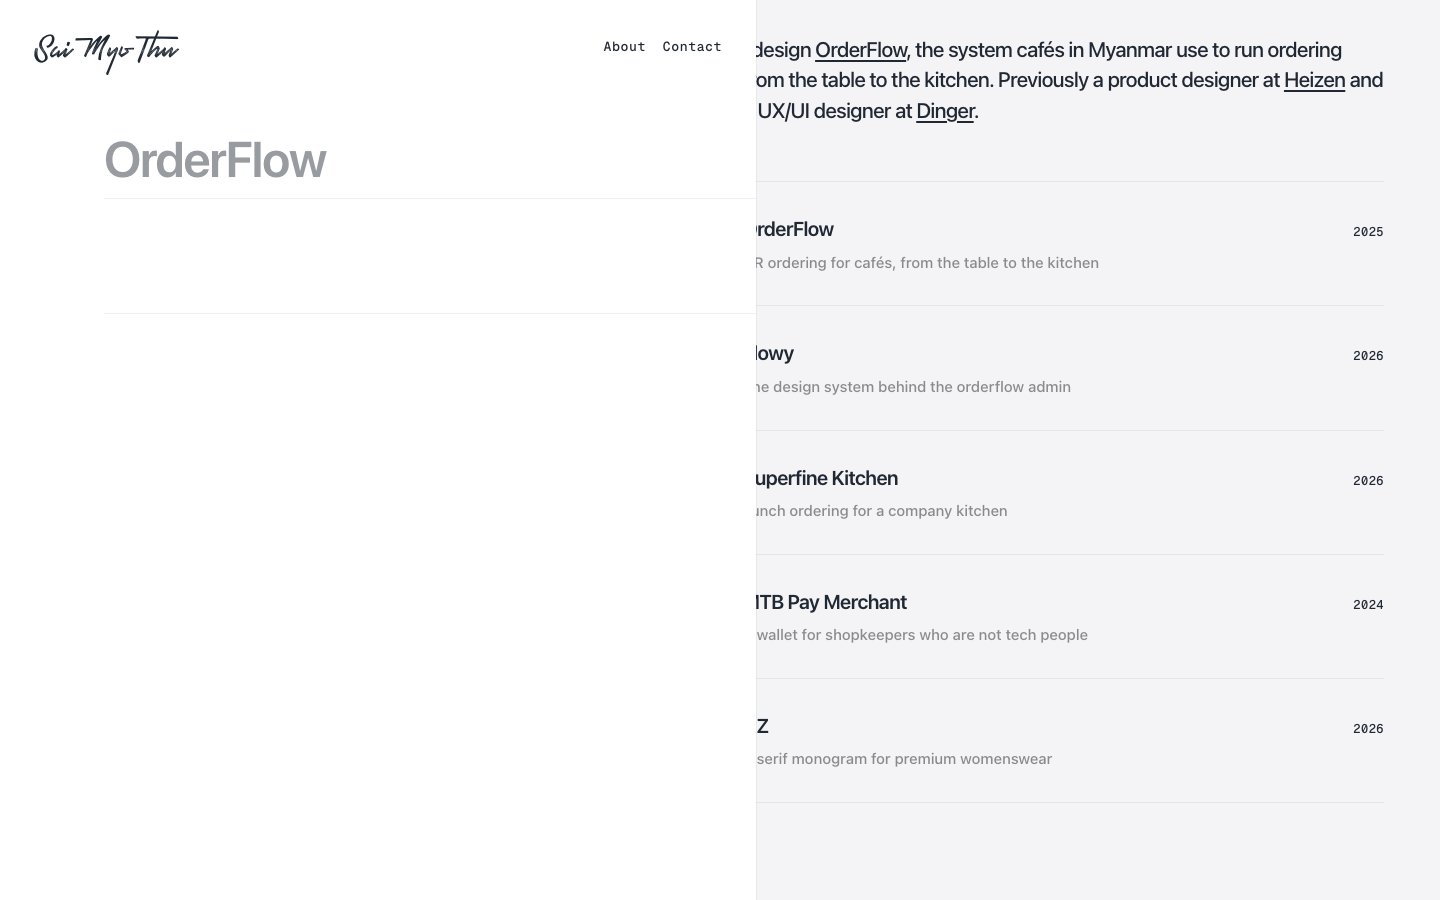 Sai Myo Thu
About Contact
OrderFlow
design OrderFlow, the system cafés in Myanmar use to run ordering
om the table to the kitchen. Previously a product designer at Heizen and
UX/UI designer at Dinger.
rderFlow
2025
R ordering for cafés, from the table to the kitchen
lowy
2026
he design system behind the orderflow admin
uperfine Kitchen
2026
unch ordering for a company kitchen
TB Pay Merchant
2024
wallet for shopkeepers who are not tech people
Z
2026
serif monogram for premium womenswear